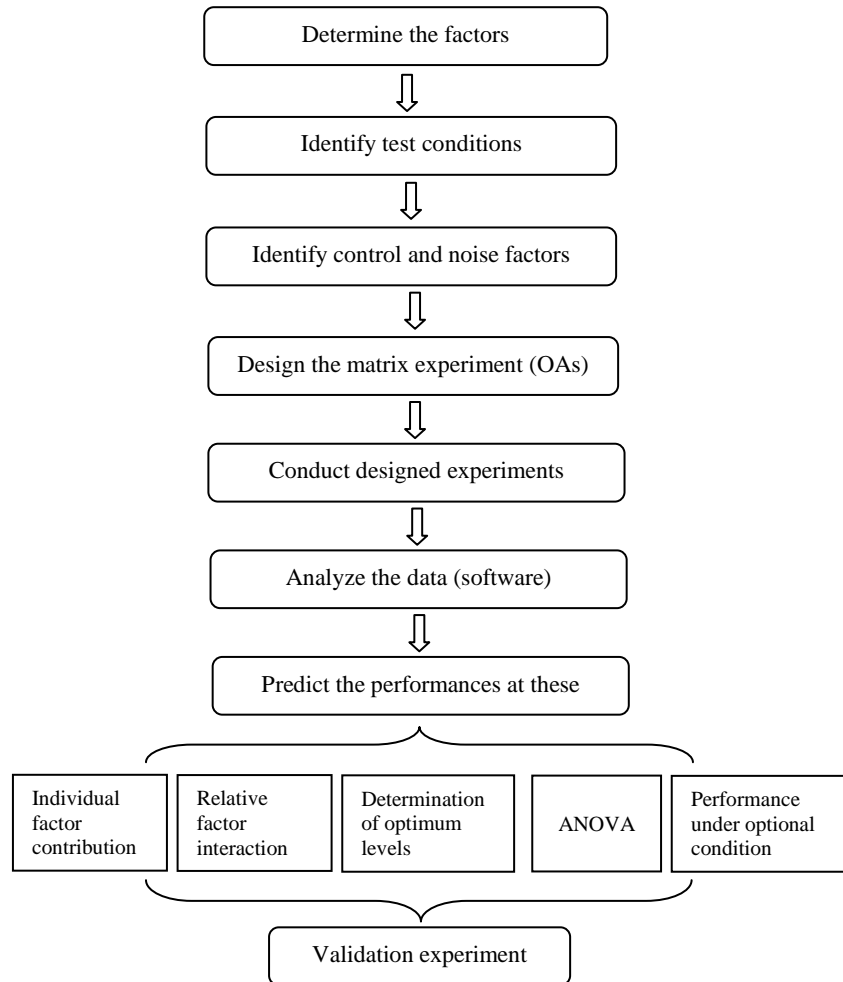 Determine the factors
Identify test conditions
Identify control and noise factors
Design the matrix experiment (OAs)
Conduct designed experiments
Analyze the data (software)
Predict the performances at these
Individual
factor
contribution
Relative
factor
interaction
Determination
of optimum
levels
ANOVA
Performance
under optional
condition
Validation experiment